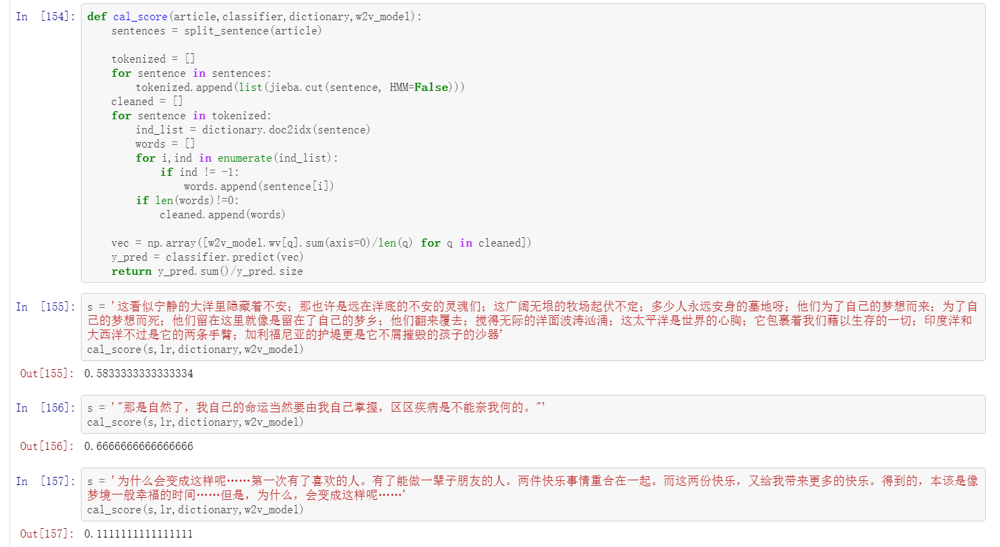 In [154]: def cal_score(article,classifier,dictionary,w2v_model):
    sentences = split_sentence(article)

    tokenized = []
    for sentence in sentences:
        tokenized.append(list(jieba.cut(sentence, HMM=False)))
    cleaned = []
    for sentence in tokenized:
        ind_list = dictionary.doc2idx(sentence)
        words = []
        for i,ind in enumerate(ind_list):
            if ind != -1:
                words.append(sentence[i])
        if len(words)!=0:
            cleaned.append(words)

    vec = np.array([w2v_model.wv[q].sum(axis=0)/len(q) for q in cleaned])
    y_pred = classifier.predict(vec)
    return y_pred.sum()/y_pred.size
In [155]: s = '这看似宁静的大洋里隐藏着不安；那也许是远在洋底的不安的灵魂们；这广阔无垠的牧场起伏不定；多少人永远安身的墓地呀；他们为了自己的梦想而来；为了自
己的梦想而死；他们留在这里就像是留在了自己的梦乡；他们翻来覆去；搅得无际的洋面波涛汹涌；这太平洋是世界的心胸；它包裹着我们藉以生存的一切；印度洋和
大西洋不过是它的两条手臂；加利福尼亚的护堤更是它不屑摧毁的孩子的沙器'
cal_score(s,lr,dictionary,w2v_model)
Out[155]: 0.5833333333333334
In [156]: s = '"那是自然了，我自己的命运当然要由我自己掌握，区区疾病是不能奈我何的。"'
cal_score(s,lr,dictionary,w2v_model)
Out[156]: 0.6666666666666666
In [157]: s = '为什么会变成这样呢……第一次有了喜欢的人。有了能做一辈子朋友的人。两件快乐事情重合在一起。而这两份快乐，又给我带来更多的快乐。得到的，本该是像
梦境一般幸福的时间……但是，为什么，会变成这样呢……'
cal_score(s,lr,dictionary,w2v_model)
Out[157]: 0.1111111111111111